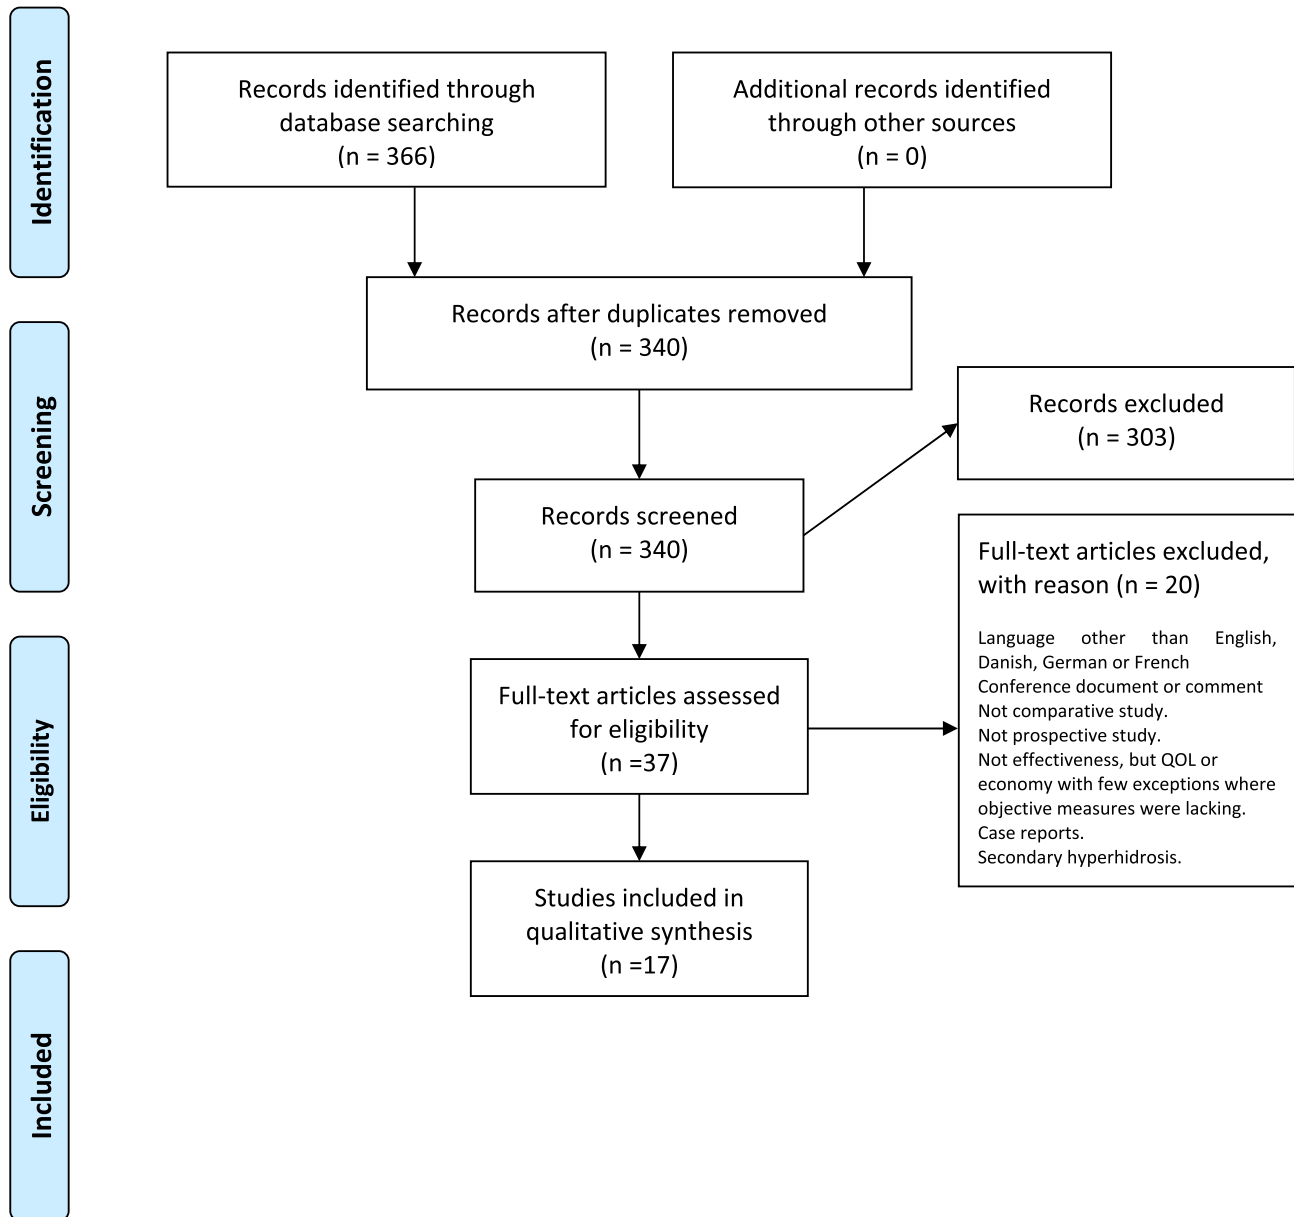 Identification
Records identified through
database searching
(n = 366)
Additional records identified
through other sources
(n = 0)
Records after duplicates removed
(n = 340)
Screening
Records excluded
(n = 303)
Records screened
(n = 340)
Full-text articles excluded,
with reason (n = 20)
Language other than English,
Danish, German or French
Conference document or comment
Not comparative study.
Not prospective study.
Not effectiveness, but QOL or
economy with few exceptions where
objective measures were lacking.
Case reports.
Secondary hyperhidrosis.
Eligibility
Full-text articles assessed
for eligibility
(n =37)
Studies included in
qualitative synthesis
(n =17)
Included